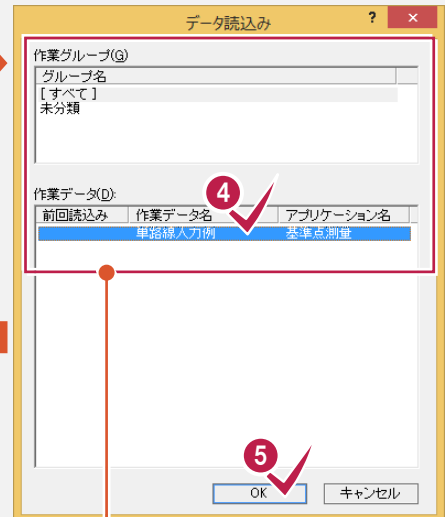 データ読込み
? ×
作業グループ(G)
グループ名
[すべて]
未分類
作業データ(D):
4
前回読込み 作業データ名 アプリケーション名
単路線入力例 基準点測量
5
OK キャンセル